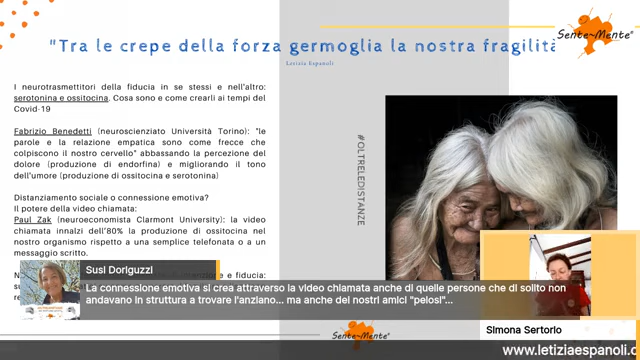 "Tra le crepe della forza germoglia la nostra fragilità
Sente-Mente®
Letizia Espanoli
I neurotrasmettitori della fiducia in se stessi e nell'altro:
serotonina e ossitocina. Cosa sono e come crearli ai tempi del
Covid-19
Fabrizio Benedetti (neuroscienziato Università Torino): "le
parole e la relazione empatica sono come frecce che
colpiscono il nostro cervello" abbassando la percezione del
dolore (produzione di endorfina) e migliorando il tono
dell'umore (produzione di ossitocina e serotonina)
Distanziamento sociale o connessione emotiva?
Il potere della video chiamata:
Paul Zak (neuroeconomista Clarmont University): la video
chiamata innalzi dell'80% la produzione di ossitocina nel
nostro organismo rispetto a una semplice telefonata o a un
messaggio scritto.
e fiducia:
#OLTRELEDISTANZE
Susi Doriguzzi
La connessione emotiva si crea attraverso la video chiamata anche di quelle persone che di solito non
andavano in struttura a trovare l'anziano... ma anche dei nostri amici "pelosi"...
Simona Sertorio
Sente-Mente®
www.letiziaespanoli.c